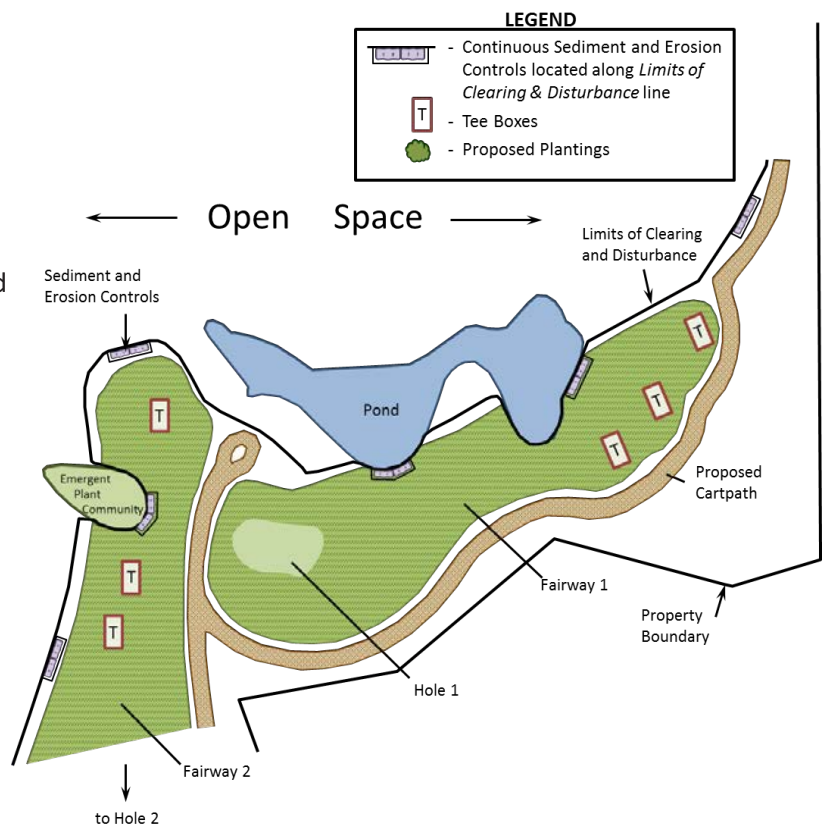 LEGEND
- Continuous Sediment and Erosion
Controls located along Limits of
Clearing & Disturbance line
T - Tee Boxes
- Proposed Plantings
Open Space
Limits of Clearing
and Disturbance
d
Sediment and
Erosion Controls
T
T
Pond
T
T
Emergent
Plant
Community
Proposed
Cartpath
T
Fairway 1
T
Property
Boundary
Hole 1
Fairway 2
to Hole 2